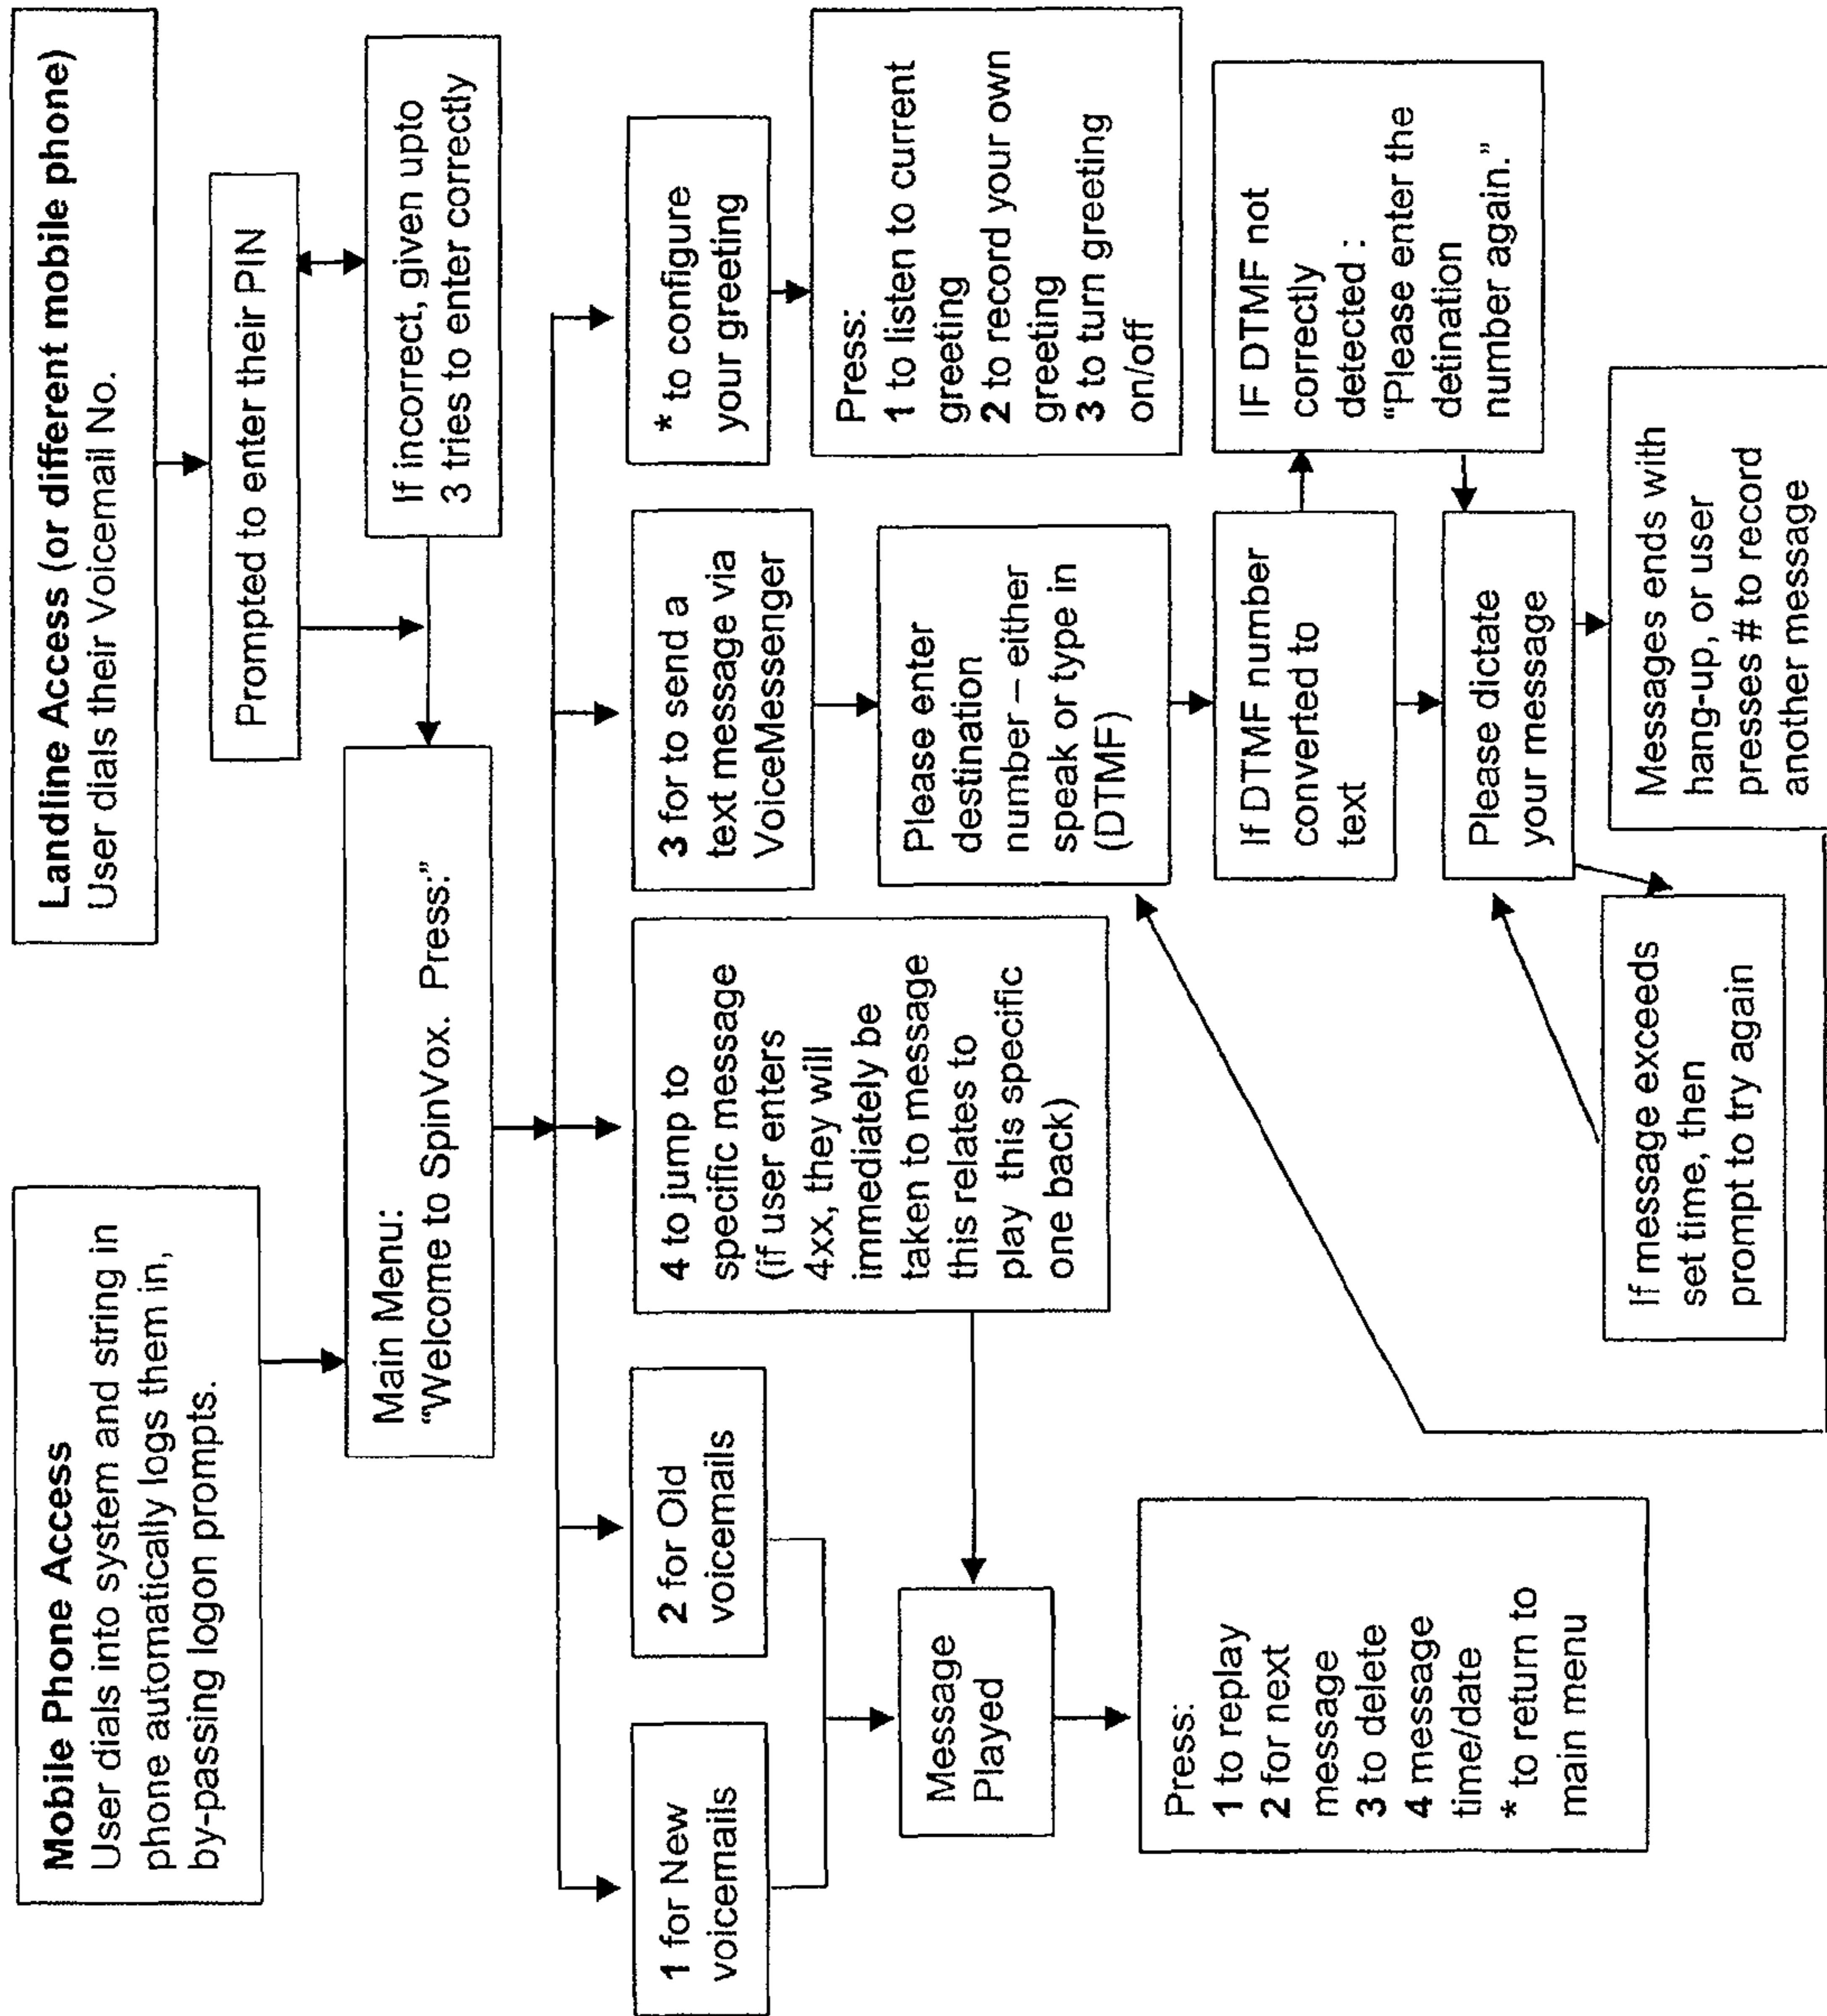 Mobile Phone Access
User dials into system and string in
phone automatically logs them in,
by-passing logon prompts.
Landline Access (or different mobile phone)
User dials their Voicemail No.
Prompted to enter their PIN
If incorrect, given upto
3 tries to enter correctly
Main Menu:
“Welcome to SpinVox. Press:”
1 for New
voicemails
2 for Old
voicemails
4 to jump to
specific message
(if user enters
4xx, they will
immediately be
taken to message
this relates to
play this specific
one back)
3 for to send a
text message via
VoiceMessenger
* to configure
your greeting
Message
Played
Press:
1 to replay
2 for next
message
3 to delete
4 message
time/date
* to return to
main menu
Please enter
destination
number – either
speak or type in
(DTMF)
Press:
1 to listen to current
greeting
2 to record your own
greeting
3 to turn greeting
on/off
If DTMF number
converted to
text
IF DTMF not
correctly
detected :
“Please enter the
detination
number again.”
Please dictate
your message
If message exceeds
set time, then
prompt to try again
Messages ends with
hang-up, or user
presses # to record
another message